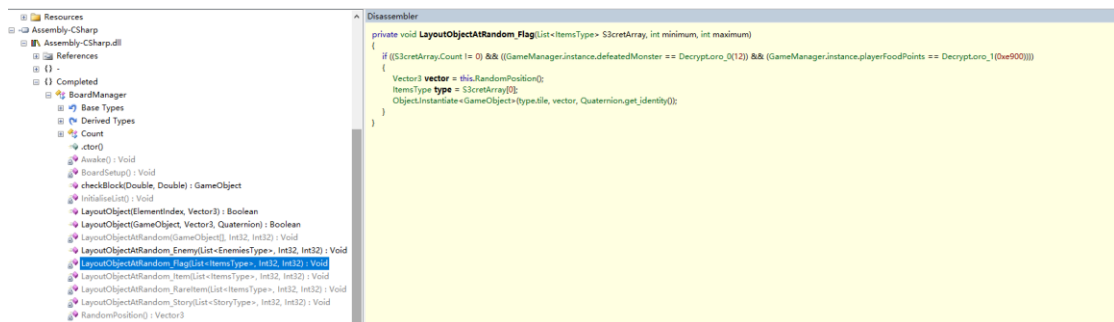 Resources
Assembly-CSharp
Assembly-CSharp.dll
References
Resources
{} -
{} Completed
BoardManager
Base Types
Derived Types
Count
.ctor()
Awake() : Void
BoardSetup() : Void
checkBlock(Double, Double) : GameObject
InitialiseList() : Void
LayoutObject(ElementIndex, Vector3) : Boolean
LayoutObject(GameObject, Vector3, Quaternion) : Boolean
LayoutObjectAtRandom(GameObject[], Int32, Int32) : Void
LayoutObjectAtRandom_Enemy(List<EnemiesType>, Int32, Int32) : Void
LayoutObjectAtRandom_Flag(List<ItemsType>, Int32, Int32) : Void
LayoutObjectAtRandom_Item(List<ItemsType>, Int32, Int32) : Void
LayoutObjectAtRandom_RareItem(List<ItemsType>, Int32, Int32) : Void
LayoutObjectAtRandom_Story(List<StoryType>, Int32, Int32) : Void
RandomPosition() : Vector3
Disassembler
private void LayoutObjectAtRandom_Flag(List<ItemsType> S3cretArray, int minimum, int maximum)
{
if ((S3cretArray.Count != 0) && ((GameManager.instance.defeatedMonster == Decrypt.oro_0(12)) && (GameManager.instance.playerFoodPoints == Decrypt.oro_1(0xe900))))
{
Vector3 vector = this.RandomPosition();
ItemsType type = S3cretArray[0];
Object.Instantiate<GameObject>(type.tile, vector, Quaternion.get_identity());
}
}